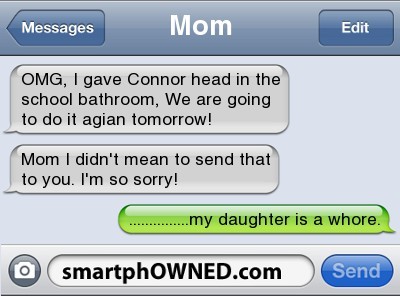 Messages
Mom
Edit
OMG, I gave Connor head in the
school bathroom, We are going
to do it agian tomorrow!
Mom I didn't mean to send that
to you. I'm so sorry!
...............my daughter is a whore.
smartphOWNED.com
Send